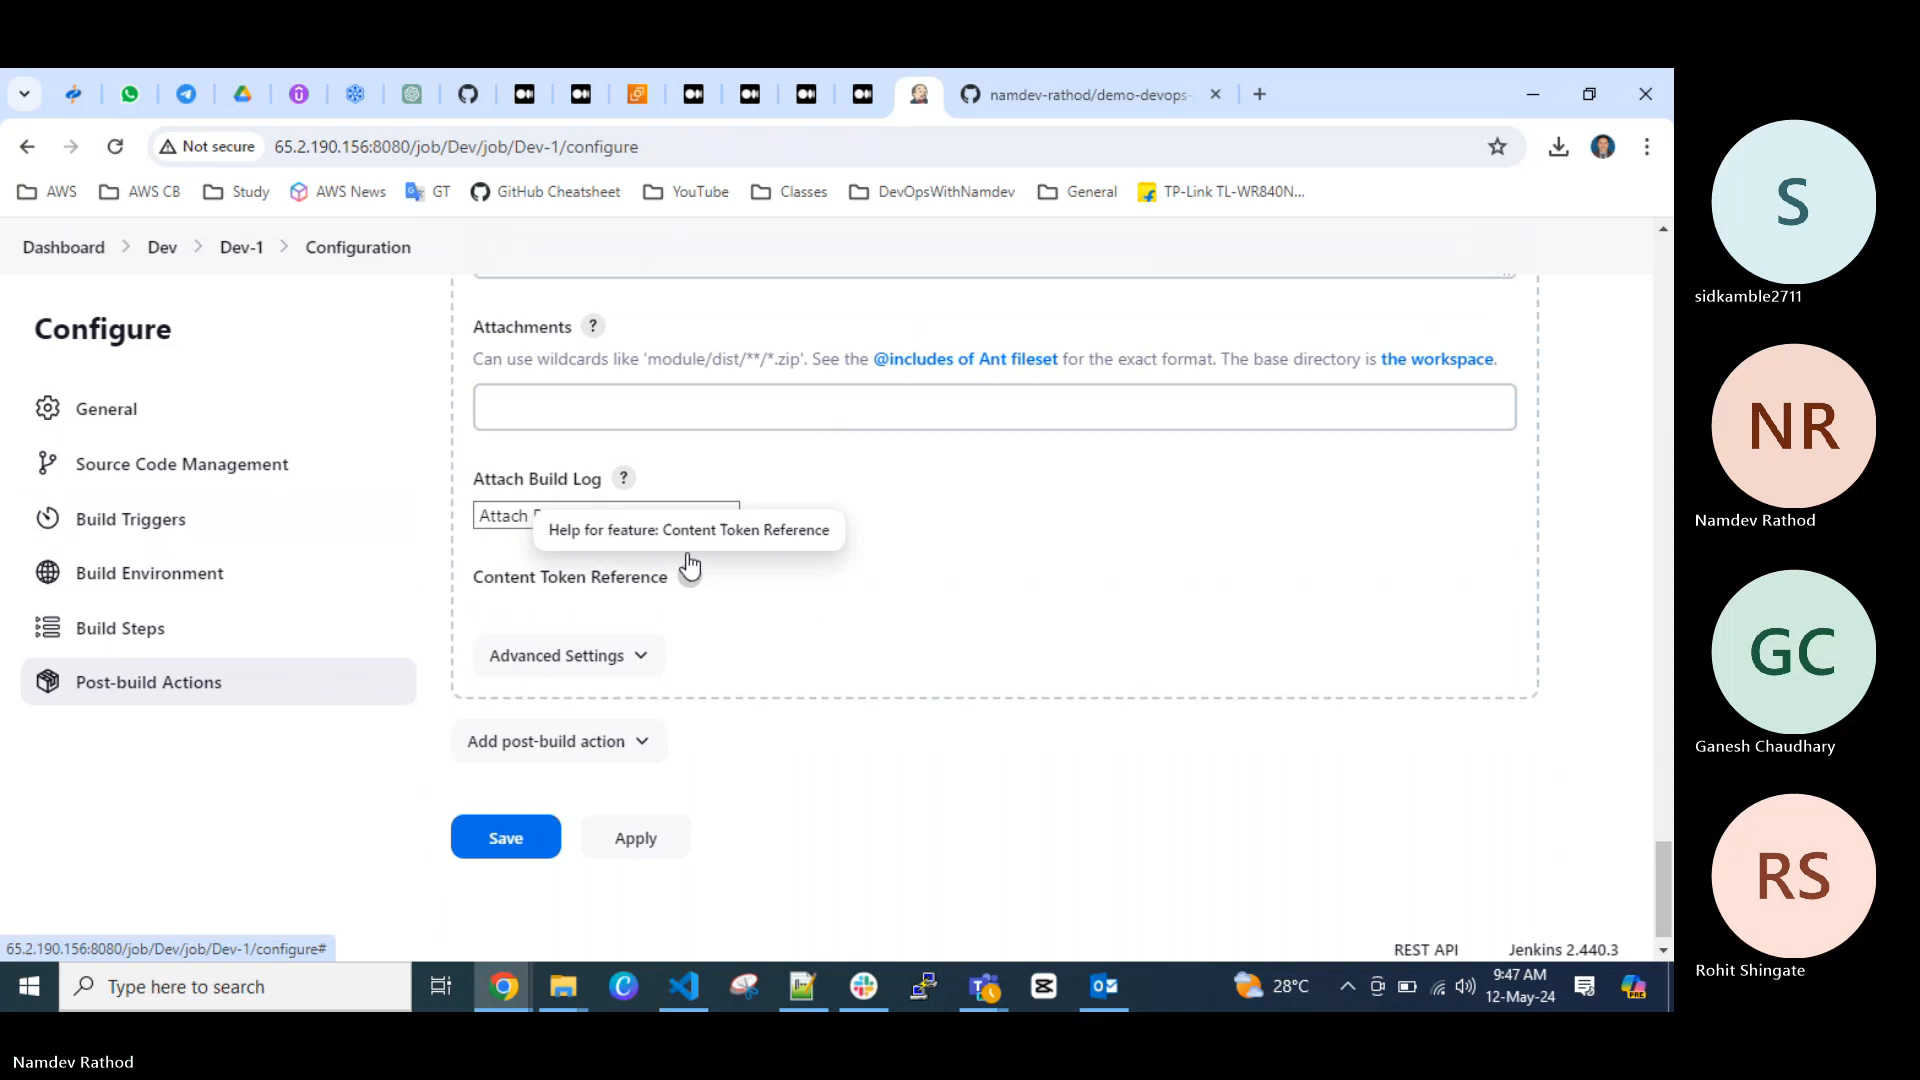 namdev-rathod/demo-devops-
Not secure
65.2.190.156:8080/job/Dev/job/Dev-1/configure
AWS
AWS CB
Study
AWS News
GT
GitHub Cheatsheet
YouTube
Classes
DevOpsWithNamdev
General
TP-Link TL-WR840N...
Dashboard
Dev
Dev-1
Configuration
Configure
General
Source Code Management
Build Triggers
Build Environment
Build Steps
Post-build Actions
Attachments ?
Can use wildcards like 'module/dist/**/*.zip'. See the @includes of Ant fileset for the exact format. The base directory is the workspace.
Attach Build Log ?
Attach
Help for feature: Content Token Reference
Content Token Reference
Advanced Settings
Add post-build action
Save
Apply
REST API
Jenkins 2.440.3
65.2.190.156:8080/job/Dev/job/Dev-1/configure#
Type here to search
28°C
9:47 AM
12-May-24
S
sidkamble2711
NR
Namdev Rathod
GC
Ganesh Chaudhary
RS
Rohit Shingate
Namdev Rathod